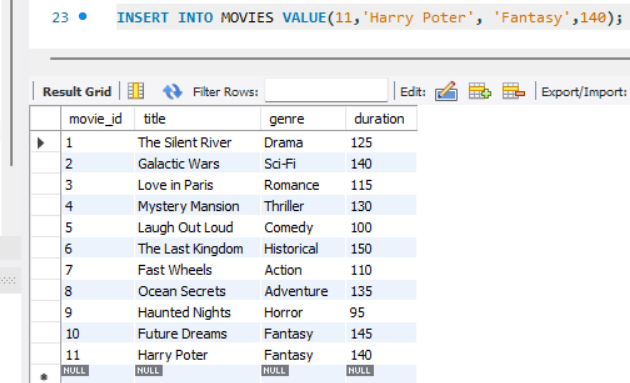 23 INSERT INTO MOVIES VALUE(11,'Harry Poter', 'Fantasy',140);
Result Grid Filter Rows: Edit: Export/Import:
movie_id title genre duration
1 The Silent River Drama 125
2 Galactic Wars Sci-Fi 140
3 Love in Paris Romance 115
4 Mystery Mansion Thriller 130
5 Laugh Out Loud Comedy 100
6 The Last Kingdom Historical 150
7 Fast Wheels Action 110
8 Ocean Secrets Adventure 135
9 Haunted Nights Horror 95
10 Future Dreams Fantasy 145
11 Harry Poter Fantasy 140
NULL NULL NULL NULL